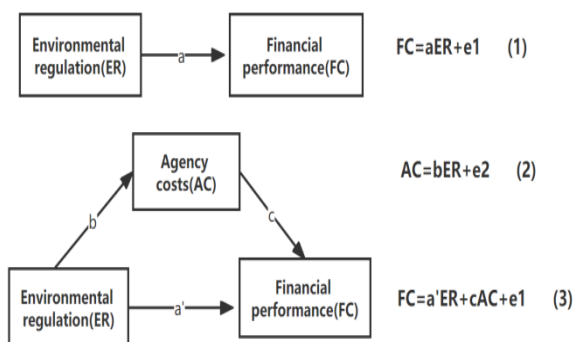 Environmental
regulation(ER)
a
Financial
performance(FC)
FC=aER+e1 (1)
Agency
costs(AC)
AC=bER+e2 (2)
b
c
Environmental
regulation(ER)
a'
Financial
performance(FC)
FC=a'ER+cAC+e1 (3)